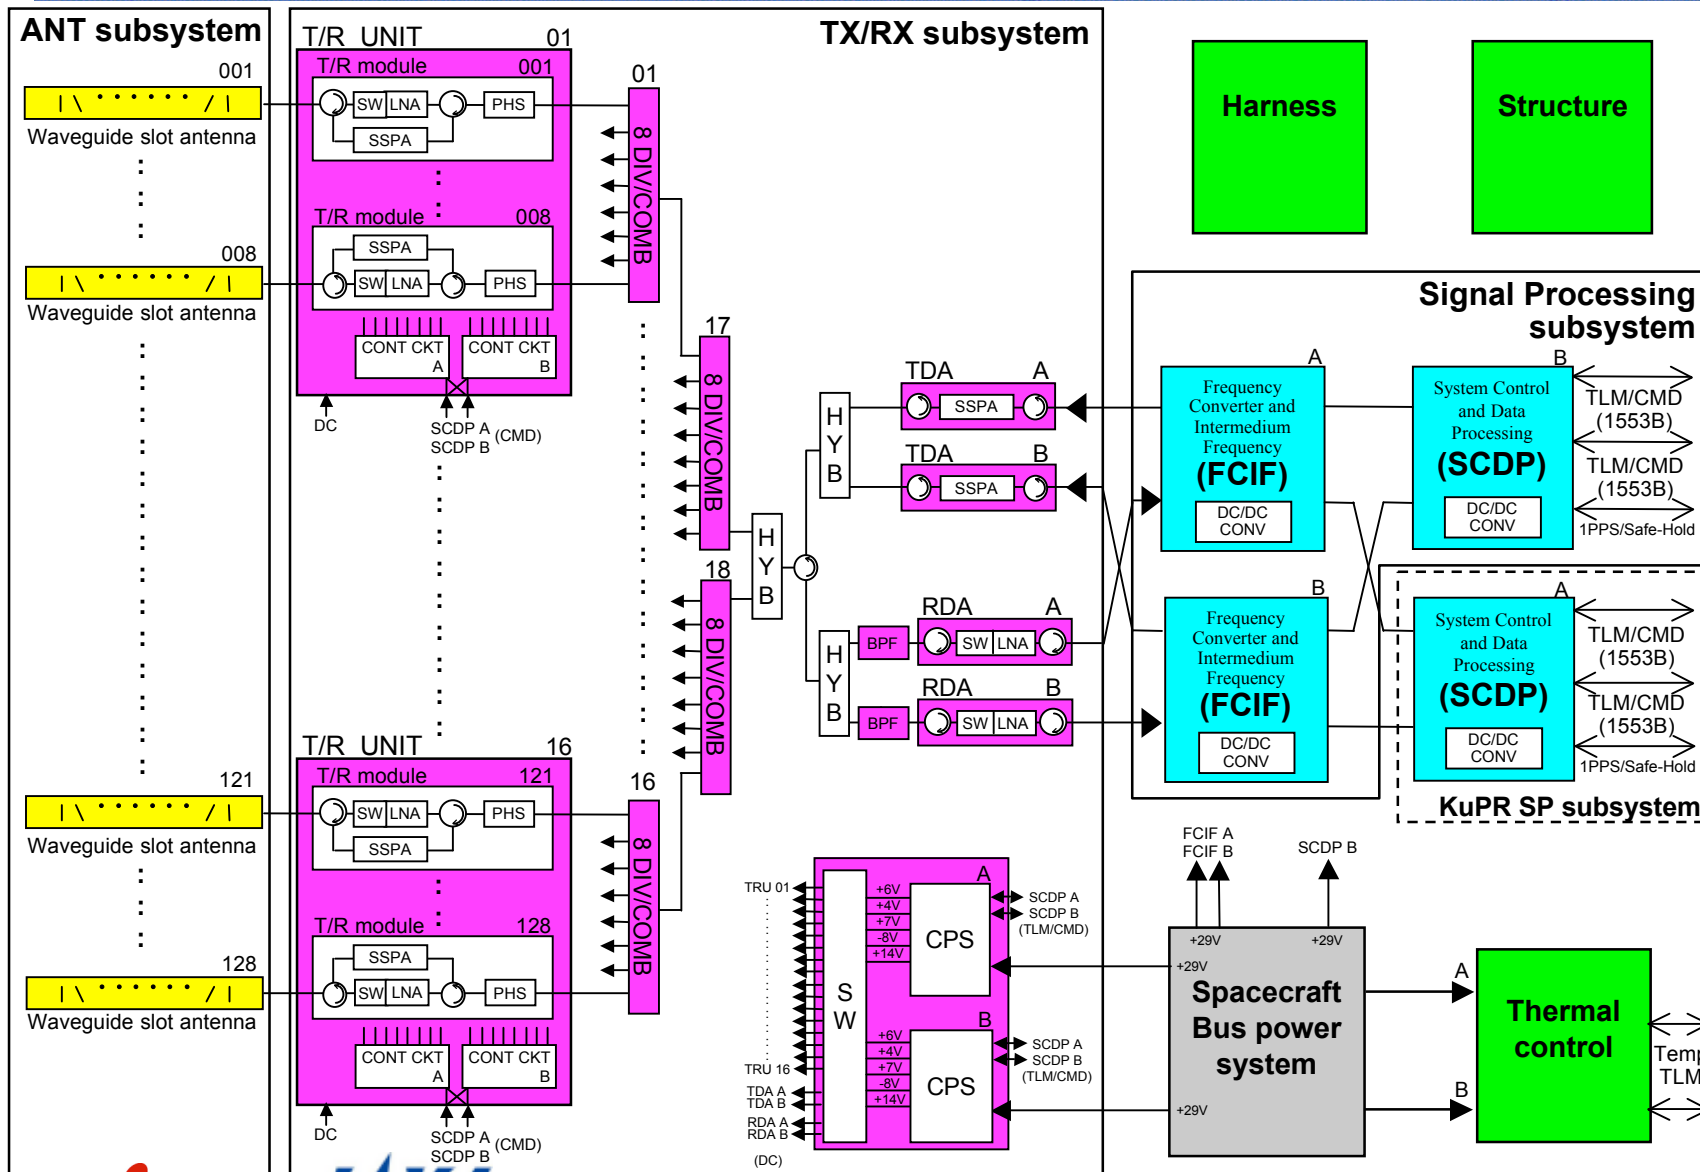 ANT subsystem
001
Waveguide slot antenna
008
Waveguide slot antenna
121
Waveguide slot antenna
128
Waveguide slot antenna
TX/RX subsystem
T/R UNIT 01
T/R module 001
SW LNA PHS
SSPA
T/R module 008
SSPA
SW LNA PHS
CONT CKT A
CONT CKT B
DC
SCDP A (CMD)
SCDP B
T/R UNIT 16
T/R module 121
SW LNA PHS
SSPA
T/R module 128
SSPA
SW LNA PHS
CONT CKT A
CONT CKT B
DC
SCDP A (CMD)
SCDP B
01
8 DIV/COMB
16
8 DIV/COMB
17
8 DIV/COMB
18
8 DIV/COMB
HYB
HYB
TDA A
SSPA
TDA B
SSPA
HYB
BPF
RDA A
SW LNA
BPF
RDA B
SW LNA
TRU 01
TRU 16
TDA A
TDA B
RDA A
RDA B
(DC)
SW
+6V
+4V
+7V
-8V
+14V
A
CPS
SCDP A
SCDP B
(TLM/CMD)
+6V
+4V
+7V
-8V
+14V
B
CPS
SCDP A
SCDP B
(TLM/CMD)
Harness
Structure
Signal Processing
subsystem
A
Frequency
Converter and
Intermedium
Frequency
(FCIF)
DC/DC
CONV
B
System Control
and Data
Processing
(SCDP)
DC/DC
CONV
TLM/CMD
(1553B)
TLM/CMD
(1553B)
1PPS/Safe-Hold
B
Frequency
Converter and
Intermedium
Frequency
(FCIF)
DC/DC
CONV
A
System Control
and Data
Processing
(SCDP)
DC/DC
CONV
TLM/CMD
(1553B)
TLM/CMD
(1553B)
1PPS/Safe-Hold
KuPR SP subsystem
FCIF A
FCIF B
SCDP B
+29V
+29V
+29V
Spacecraft
Bus power
system
+29V
A
B
Thermal
control
Temp
TLM